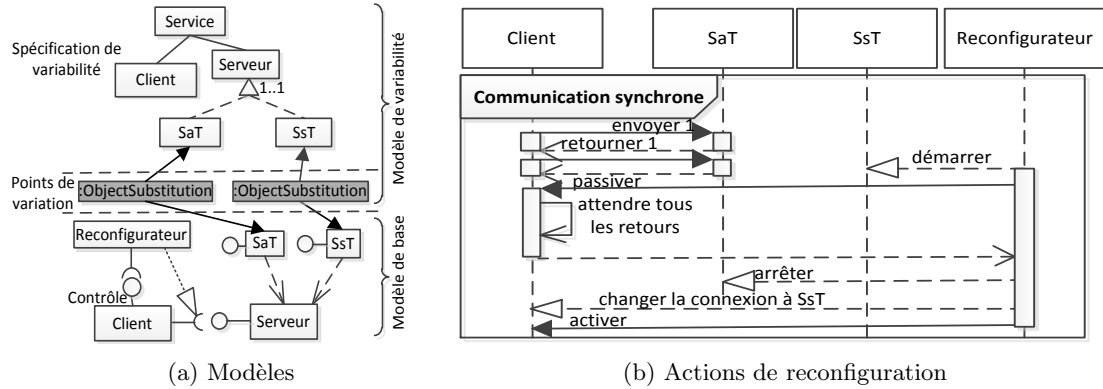 Service
Spécification de
variabilité
Client
Serveur
1..1
SaT
SsT
Modèle de variabilité
Points de
variation
:ObjectSubstitution
:ObjectSubstitution
Reconfigurateur
SaT
SsT
Contrôle
Client
Serveur
Modèle de base
(a) Modèles
Client
SaT
SsT
Reconfigurateur
Communication synchrone
envoyer 1
retourner 1
démarrer
passiver
attendre tous
les retours
arrêter
changer la connexion à SsT
activer
(b) Actions de reconfiguration